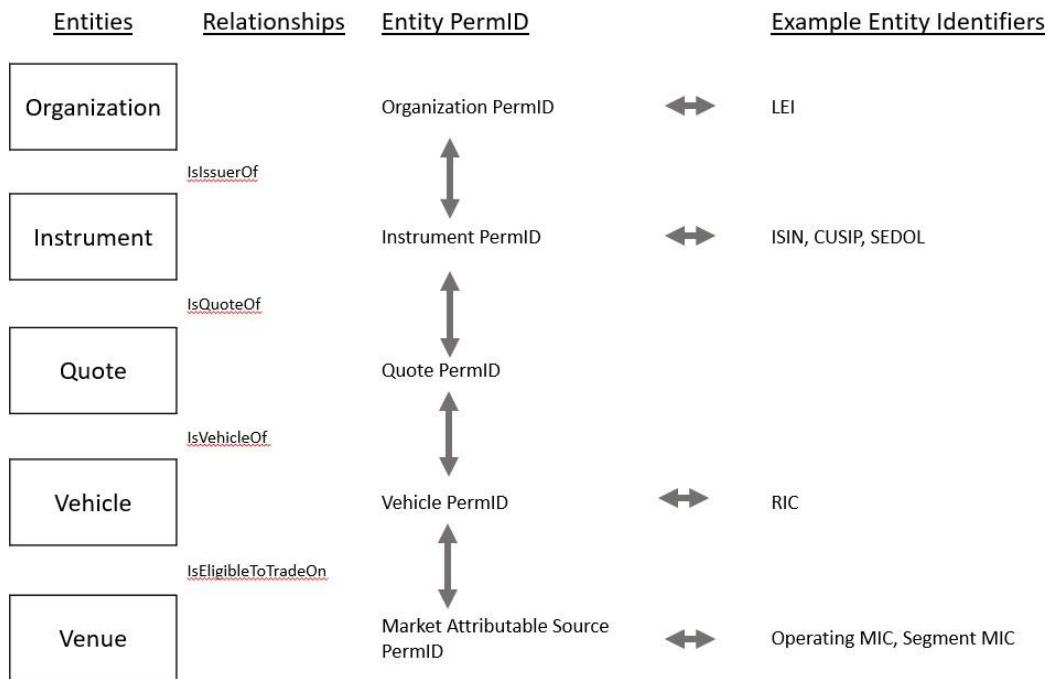 Entities Relationships Entity PermID Example Entity Identifiers
Organization Organization PermID LEI
IsIssuerOf
Instrument Instrument PermID ISIN, CUSIP, SEDOL
IsQuoteOf
Quote Quote PermID
IsVehicleOf
Vehicle Vehicle PermID RIC
IsEligibleToTradeOn
Venue Market Attributable Source
PermID Operating MIC, Segment MIC